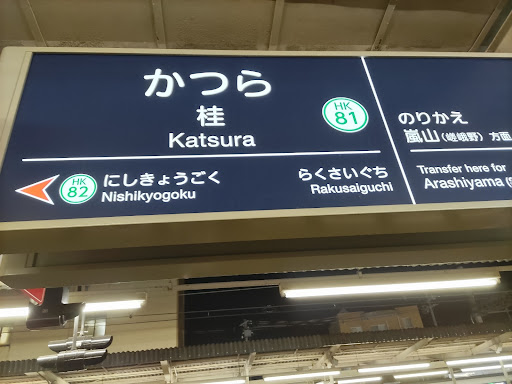 かつら
桂
Katsura
HK
81
HK
82
にしきょうごく
Nishikyogoku
らくさいぐち
Rakusaiguchi
のりかえ
嵐山(嵯峨野)方面
Transfer here for
Arashiyama